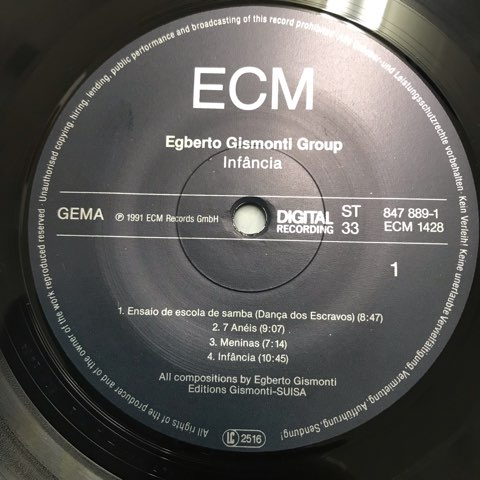 ECM
Egberto Gismonti Group
Infância
GEMA
℗ 1991 ECM Records GmbH
DIGITAL
RECORDING
ST
33
847 889-1
ECM 1428
1
1. Ensaio de escola de samba (Dança dos Escravos) (8:47)
2. 7 Anéis (9:07)
3. Meninas (7:14)
4. Infância (10:45)
All compositions by Egberto Gismonti
Editions Gismonti-SUISA
LC 2516
All rights of the producer and of the owner of the work reproduced reserved · Unauthorised copying, hiring, lending, public performance and broadcasting of this record prohibited ·
und Leistungsschutzrechte vorbehalten · Kein Verleih! Keine unerlaubte Vervielfältigung, Vermietung, Aufführung, Sendung!